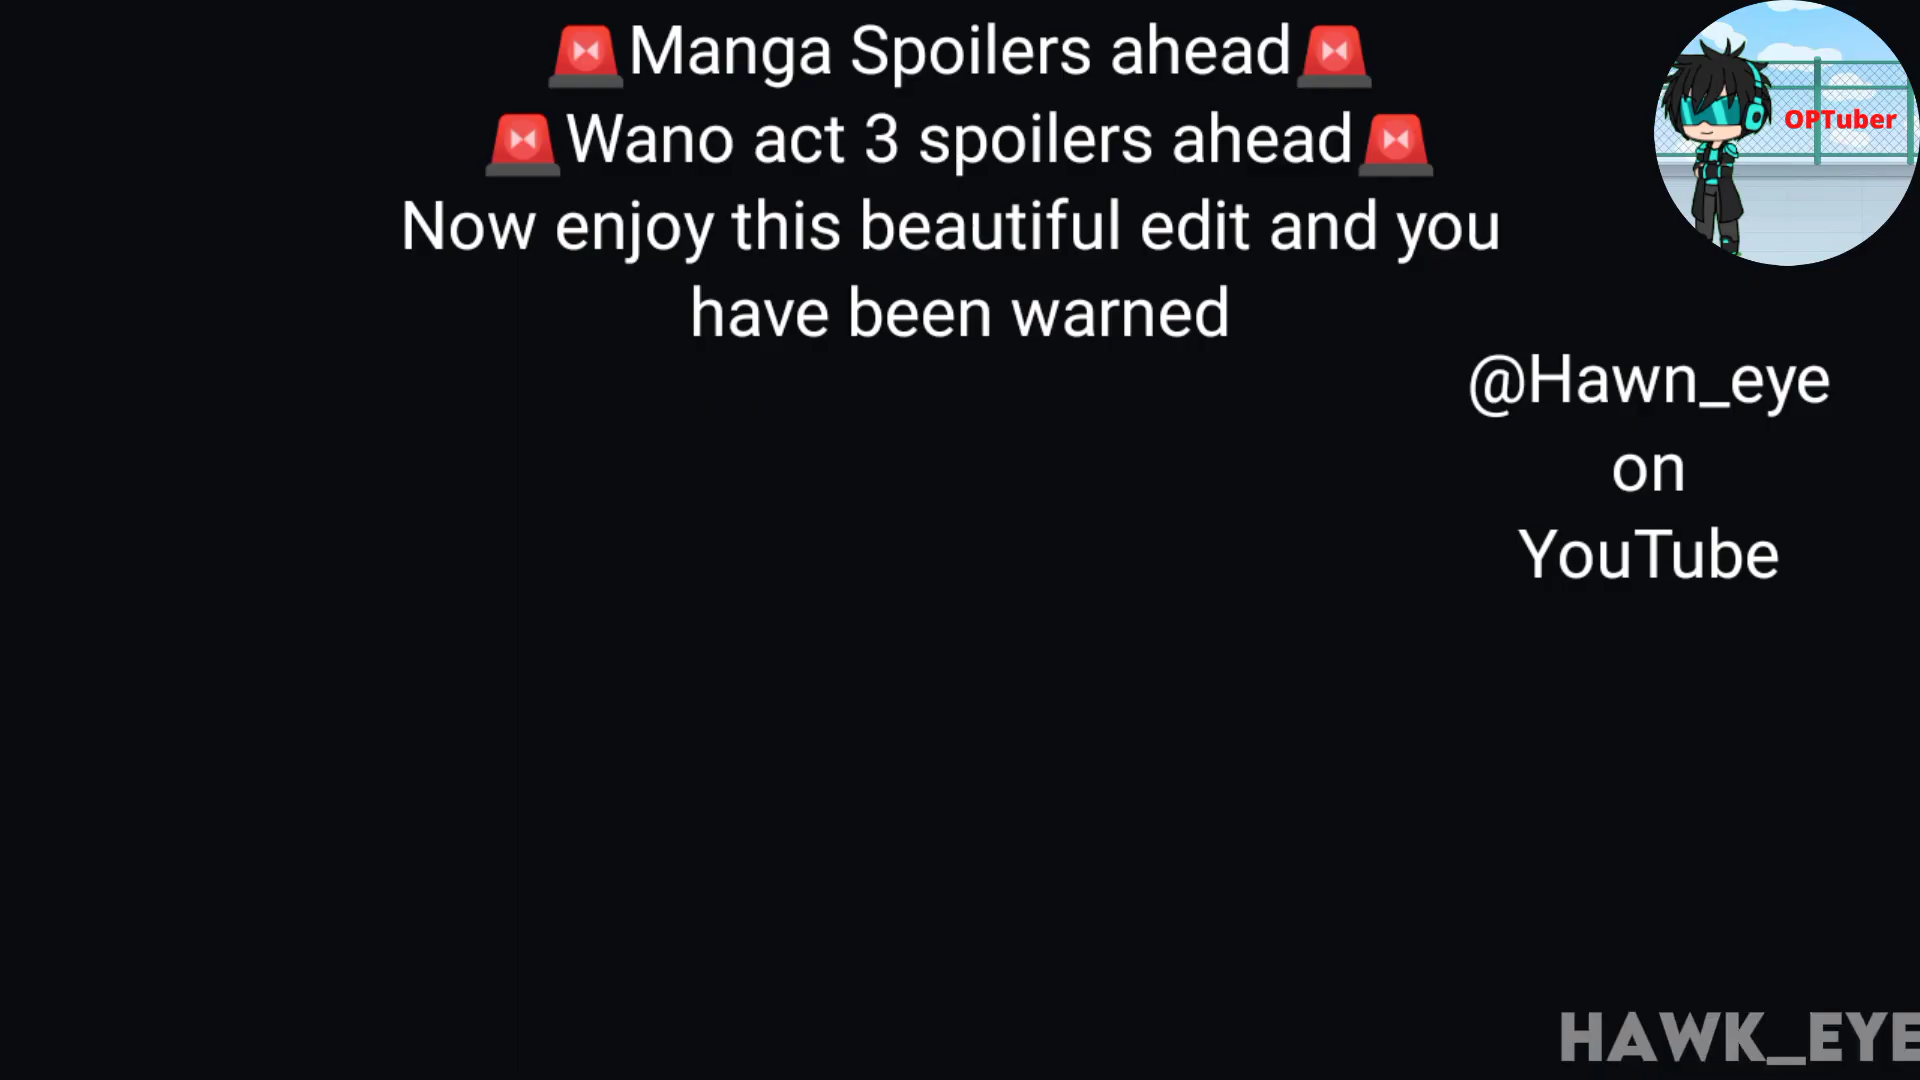 🚨Manga Spoilers ahead🚨
🚨Wano act 3 spoilers ahead🚨
Now enjoy this beautiful edit and you
have been warned
OPTuber
@Hawn_eye
on
YouTube
HAWK_EYE